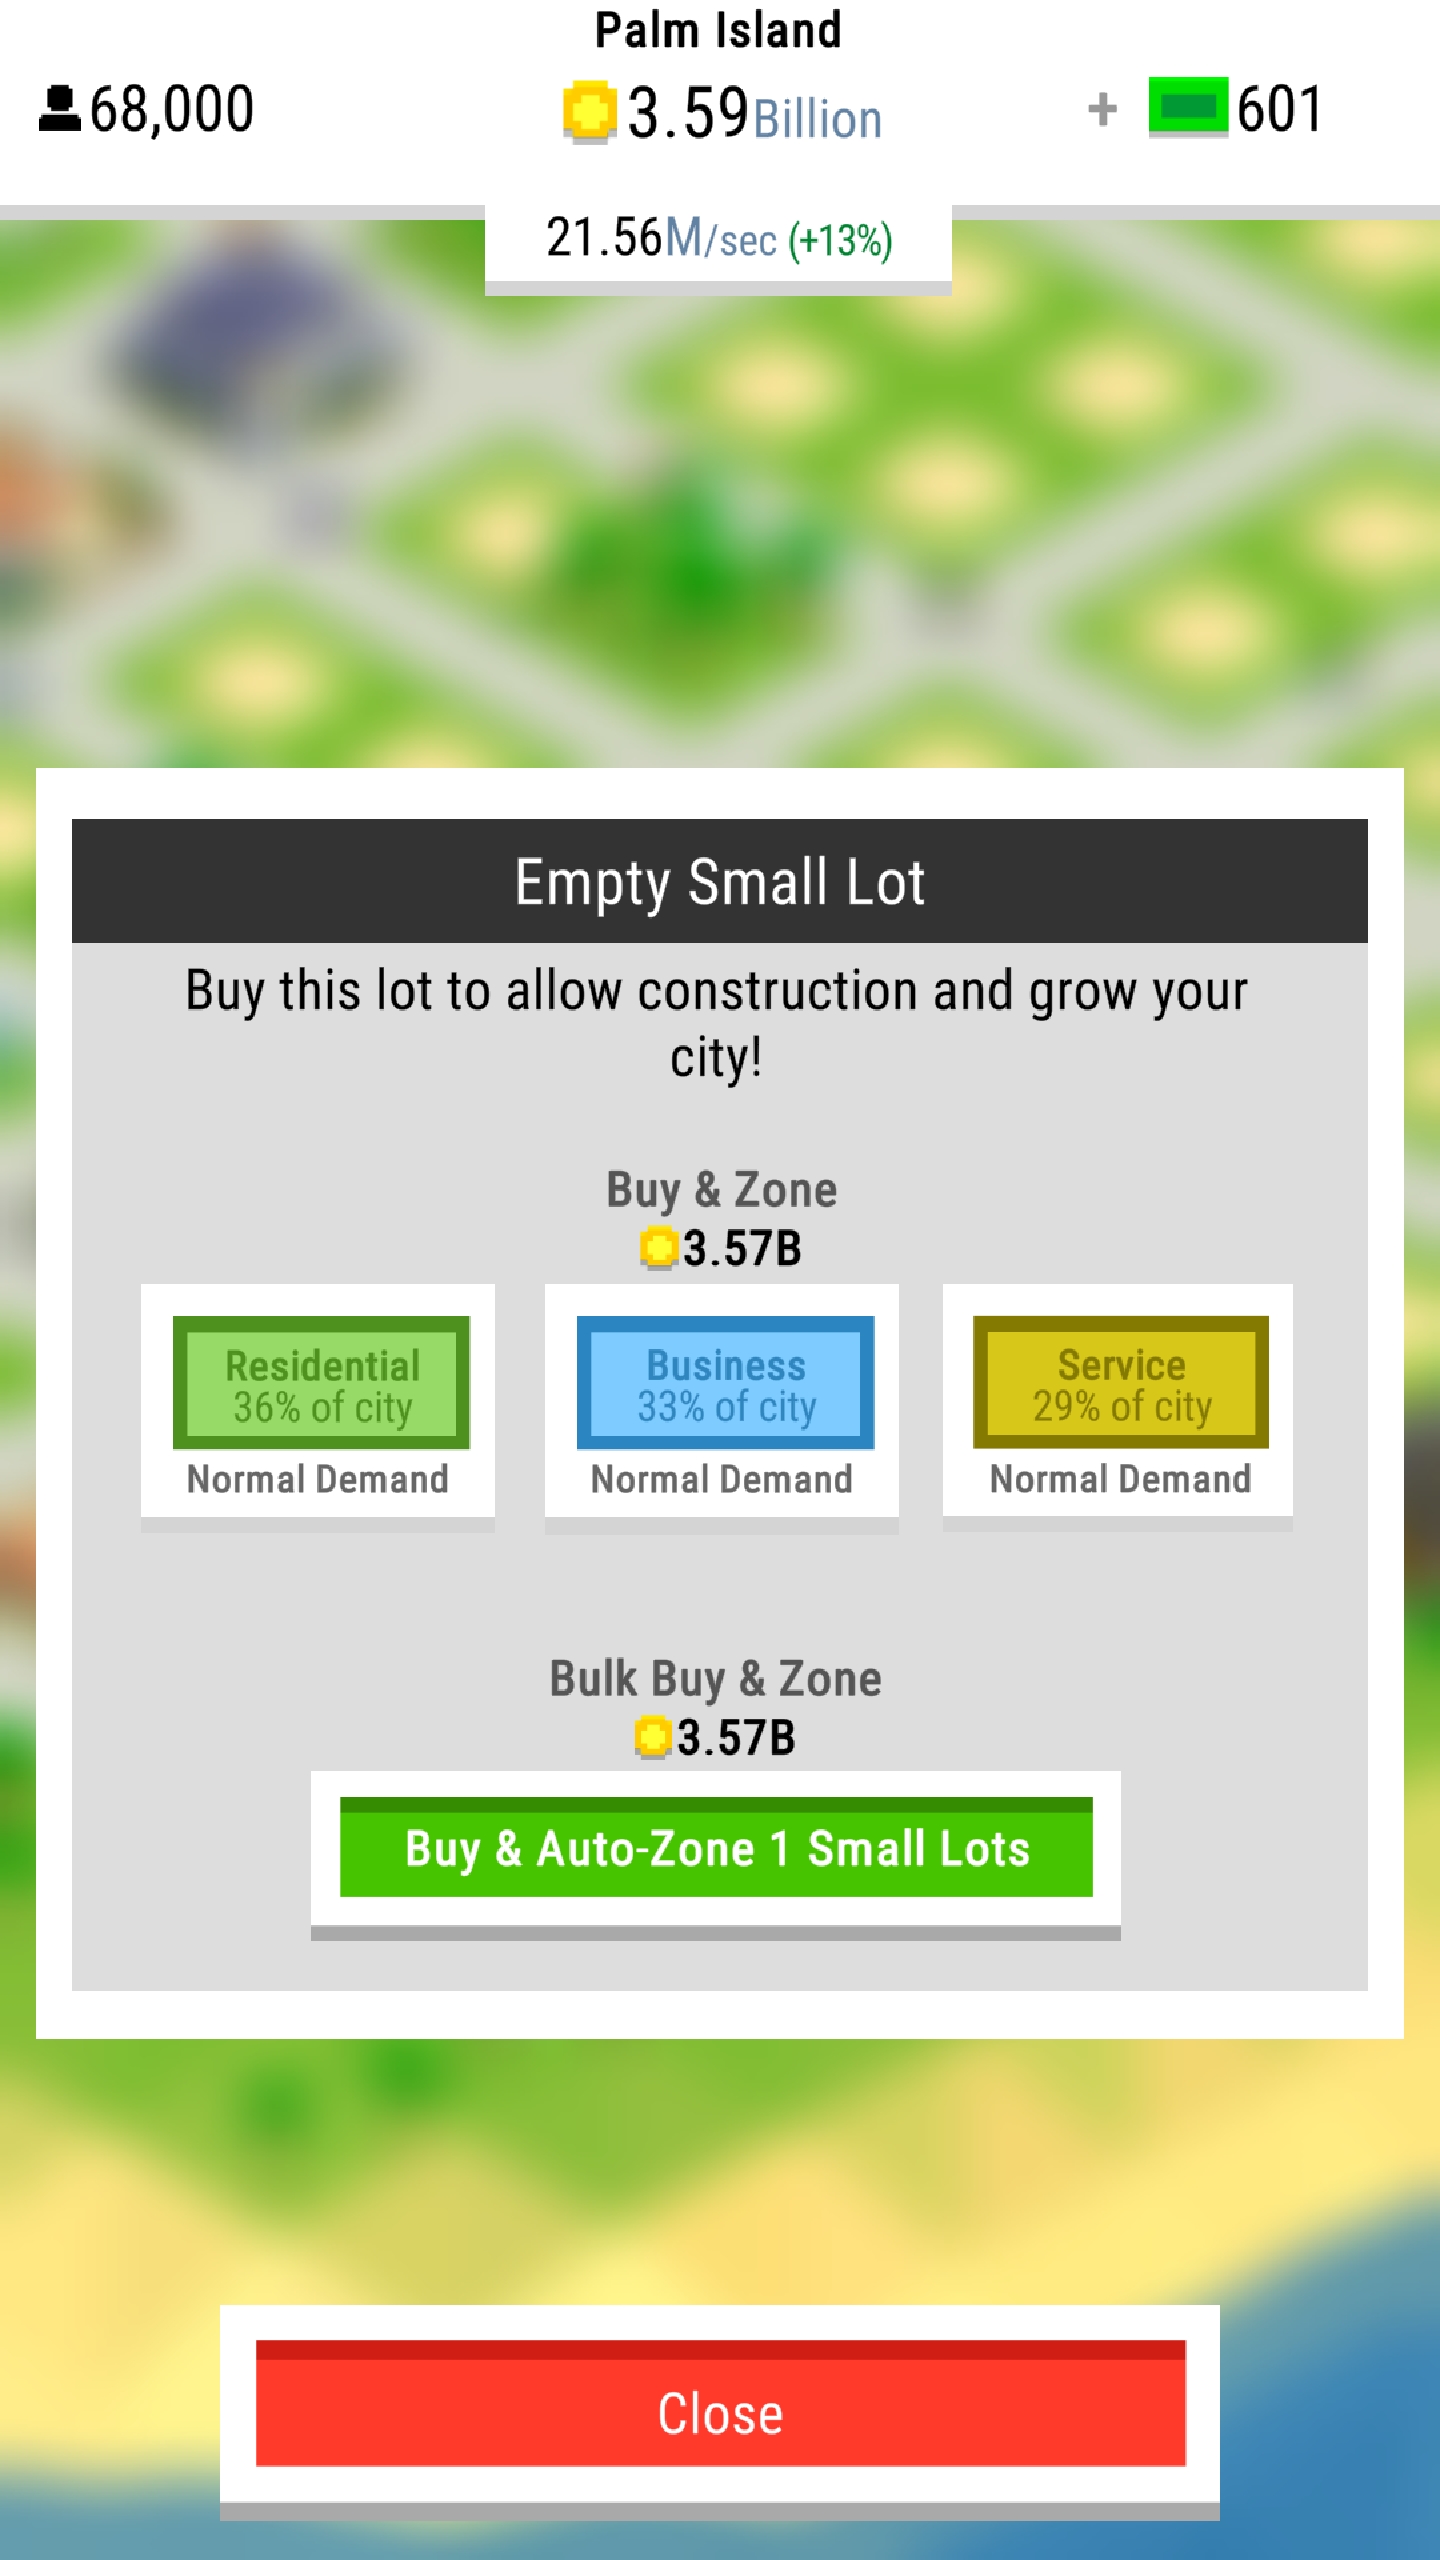 Palm Island
68,000
3.59 Billion
+ 601
21.56M/sec (+13%)
Empty Small Lot
Buy this lot to allow construction and grow your
city!
Buy & Zone
3.57B
Residential
36% of city
Normal Demand
Business
33% of city
Normal Demand
Service
29% of city
Normal Demand
Bulk Buy & Zone
3.57B
Buy & Auto-Zone 1 Small Lots
Close